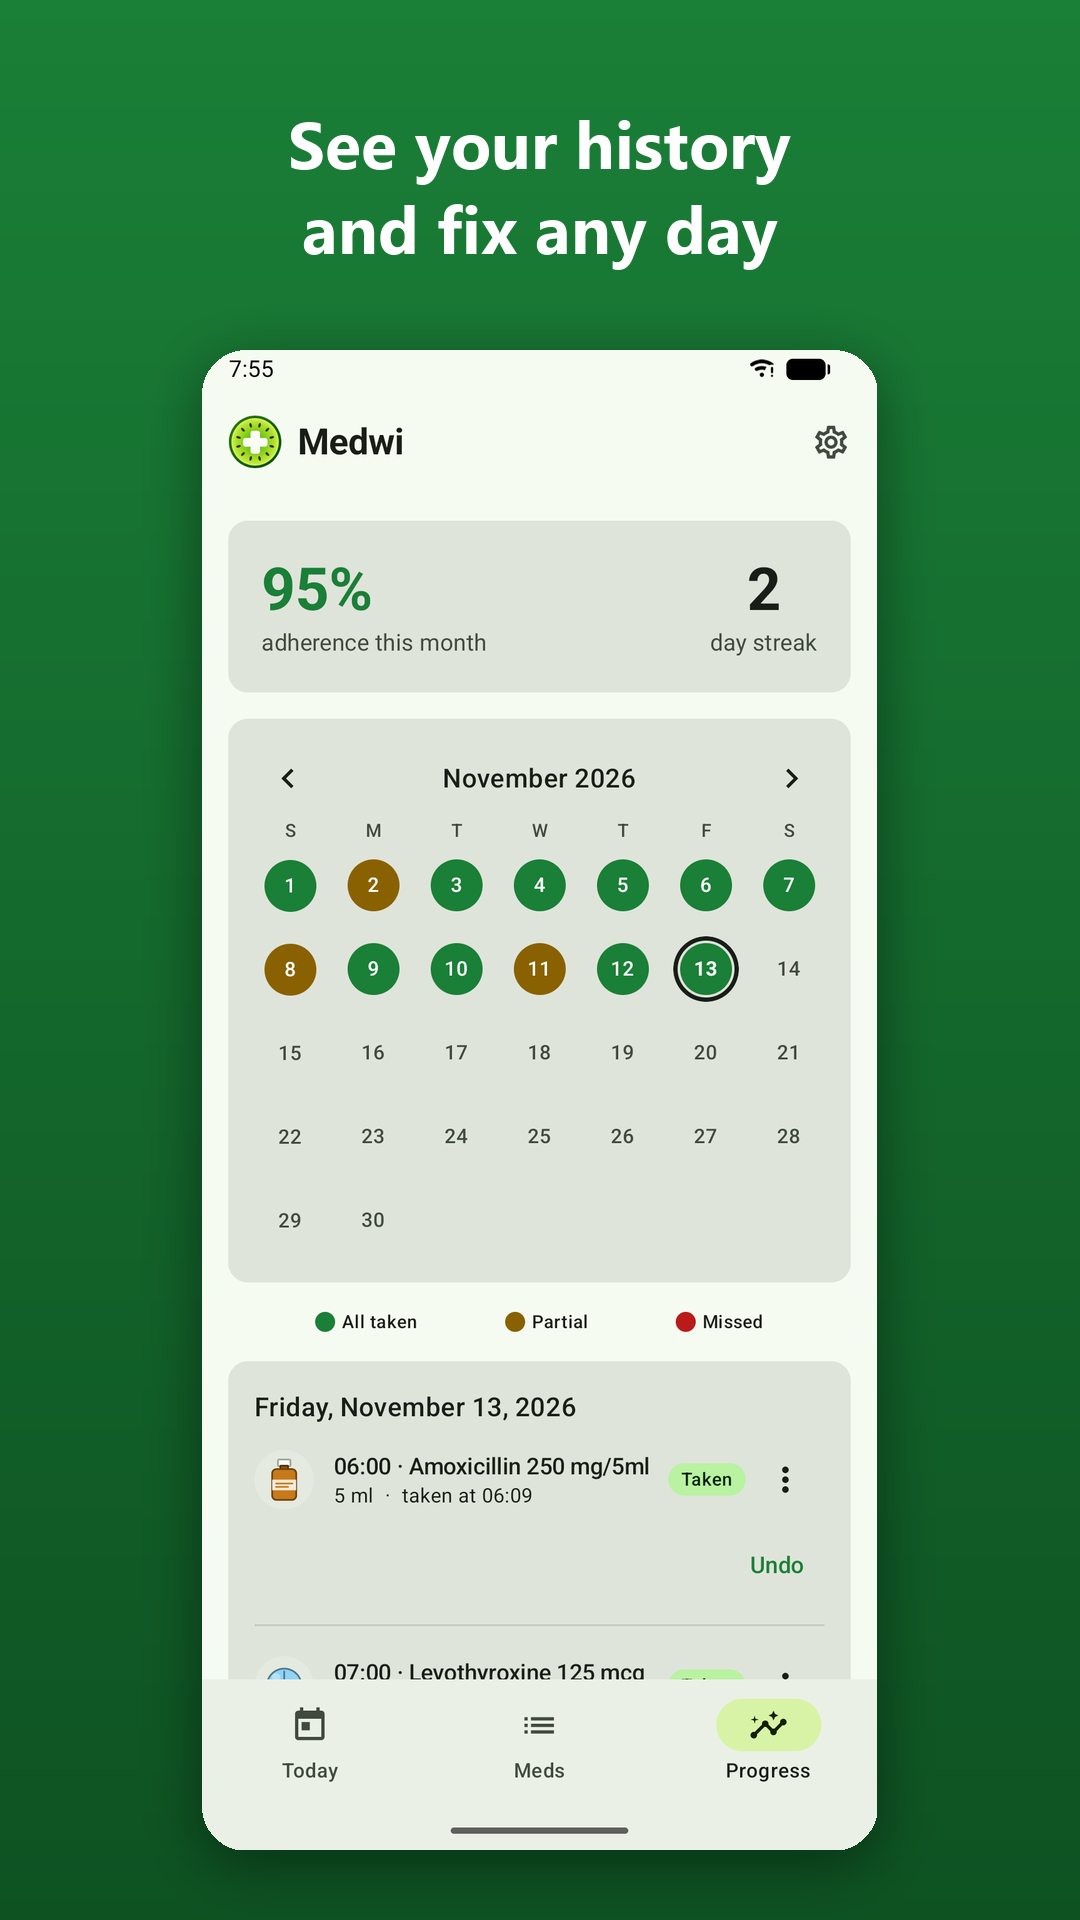 See your history
and fix any day
7:55
Medwi
95%
adherence this month
2
day streak
November 2026
S M T W T F S
1 2 3 4 5 6 7
8 9 10 11 12 13 14
15 16 17 18 19 20 21
22 23 24 25 26 27 28
29 30
All taken Partial Missed
Friday, November 13, 2026
06:00 · Amoxicillin 250 mg/5ml
5 ml · taken at 06:09
Taken
Undo
07:00 · Levothyroxine 125 mcg
Today Meds Progress